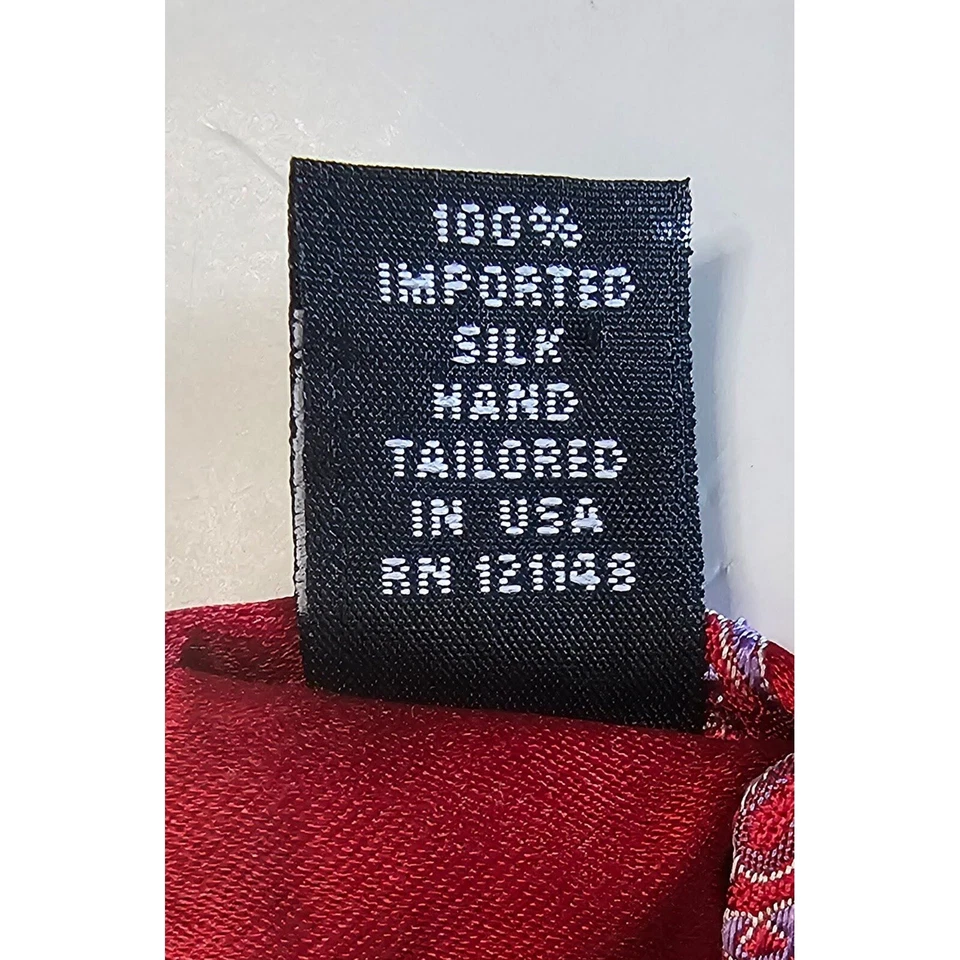 100%
IMPORTED
SILK
HAND
TAILORED
IN USA
RN 121148